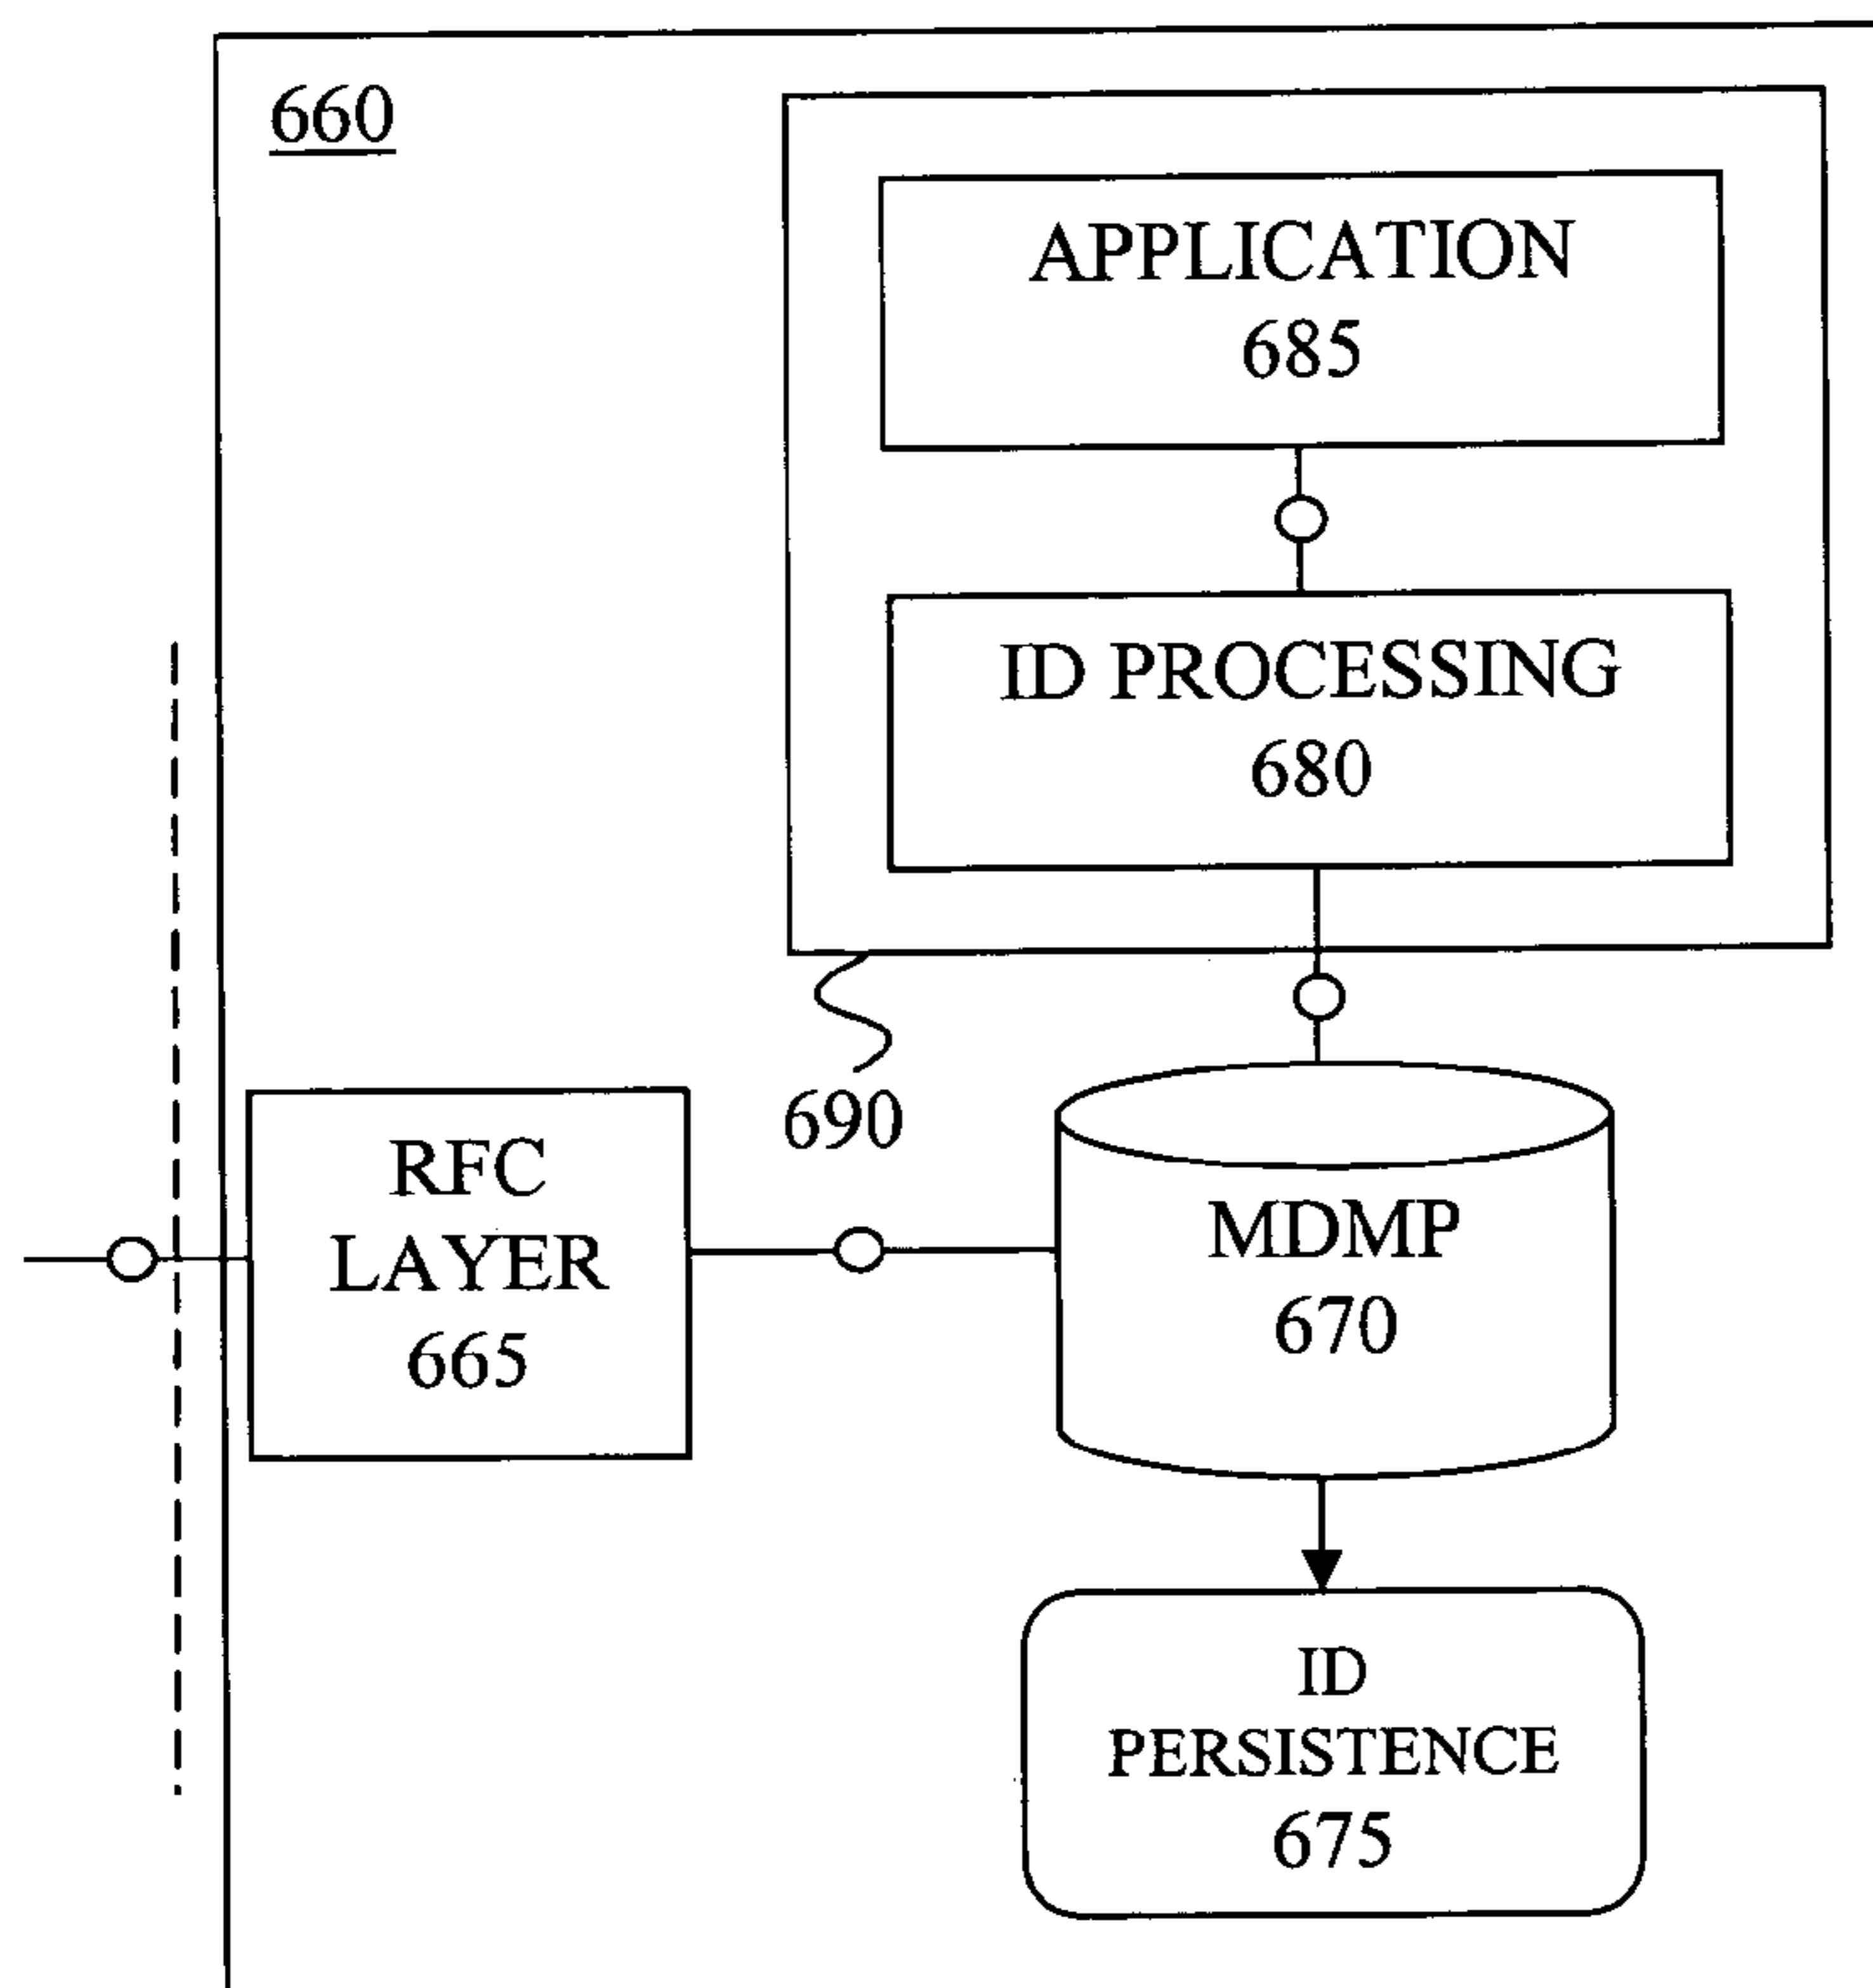 660
APPLICATION
685
ID PROCESSING
680
690
RFC
LAYER
665
MDMP
670
ID
PERSISTENCE
675